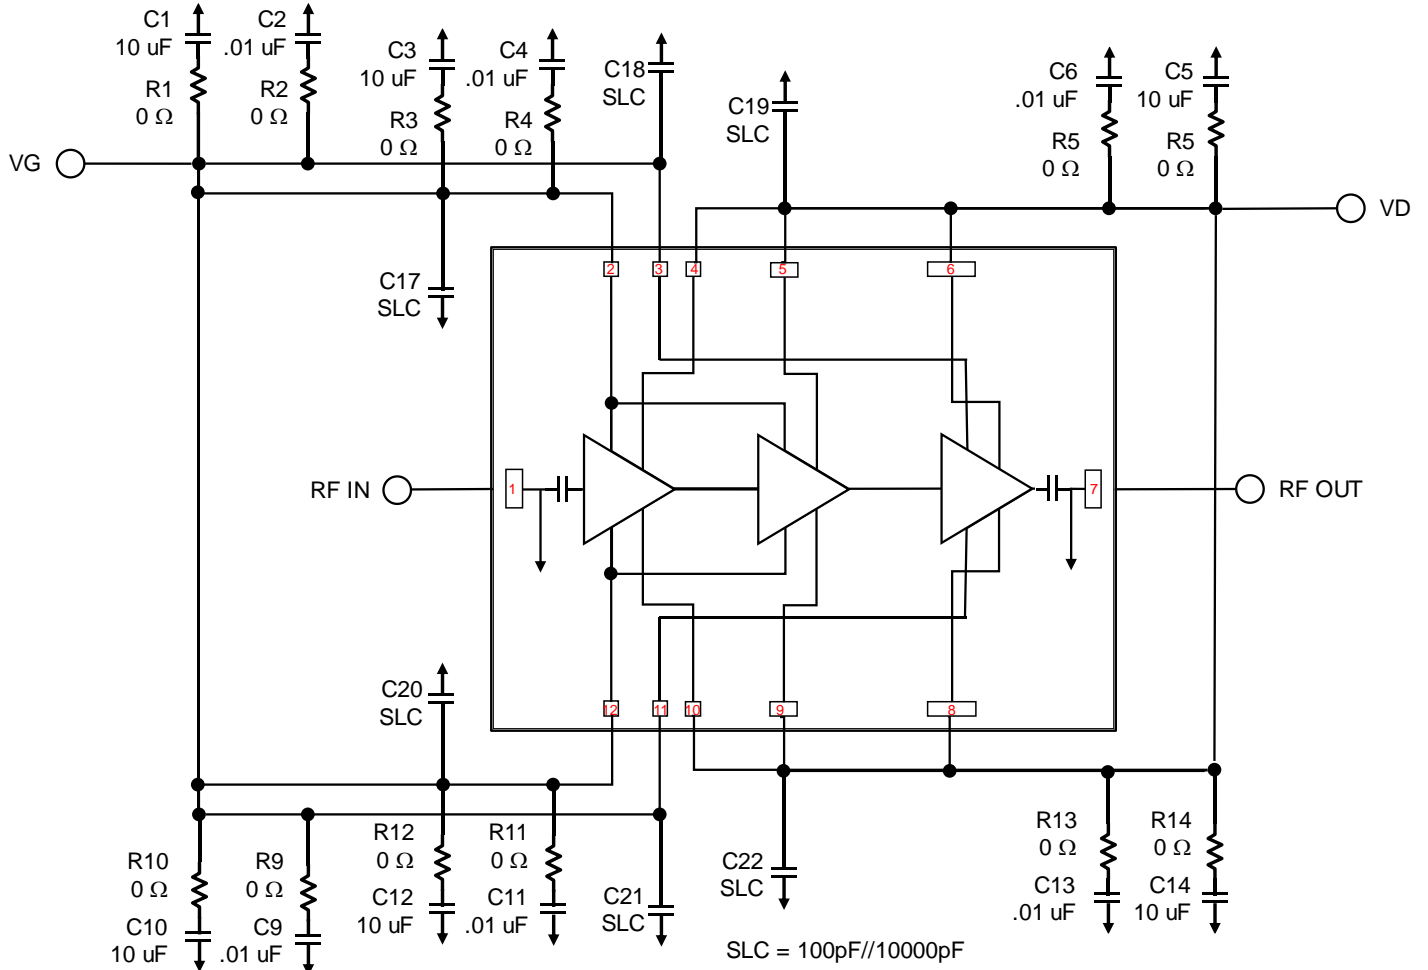 C1
10 uF
R1
0 Ω
C2
.01 uF
R2
0 Ω
C3
10 uF
R3
0 Ω
C4
.01 uF
R4
0 Ω
C18
SLC
C19
SLC
C6
.01 uF
R5
0 Ω
C5
10 uF
R5
0 Ω
VG
VD
C17
SLC
2
3
4
5
6
RF IN
1
7
RF OUT
C20
SLC
12
11
10
9
8
R10
0 Ω
C10
10 uF
R9
0 Ω
C9
.01 uF
R12
0 Ω
C12
10 uF
R11
0 Ω
C11
.01 uF
C21
SLC
C22
SLC
R13
0 Ω
C13
.01 uF
R14
0 Ω
C14
10 uF
SLC = 100pF//10000pF